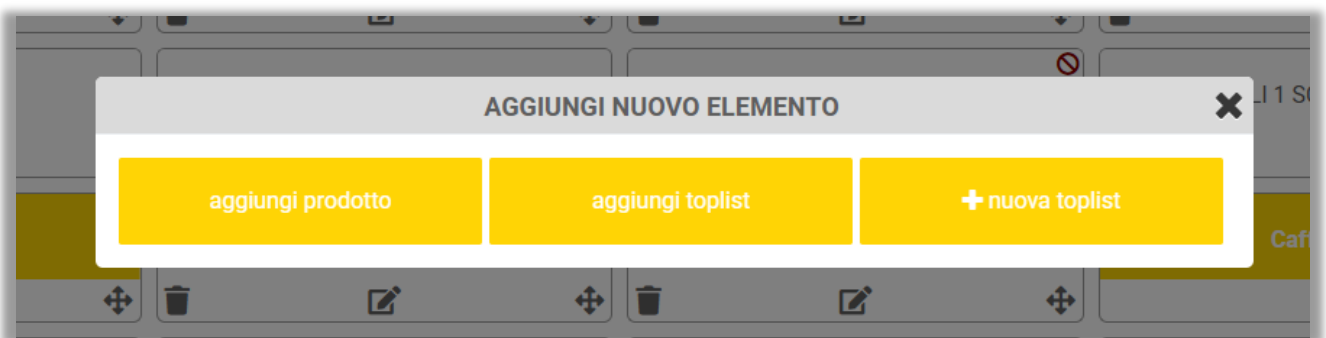 AGGIUNGI NUOVO ELEMENTO
aggiungi prodotto
aggiungi toplist
nuova toplist